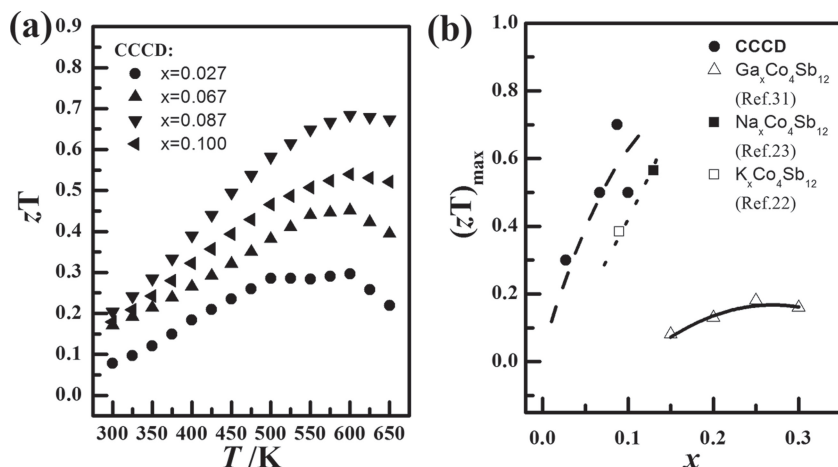 (a)
CCCD:
x=0.027
x=0.067
x=0.087
x=0.100
zT
0.9
0.8
0.7
0.6
0.5
0.4
0.3
0.2
0.1
0.0
300 350 400 450 500 550 600 650
T /K
(b)
CCCD
GaxCo4Sb12
(Ref.31)
NaxCo4Sb12
(Ref.23)
KxCo4Sb12
(Ref.22)
(zT)max
1.0
0.8
0.6
0.4
0.2
0.0
0.0 0.1 0.2 0.3
x